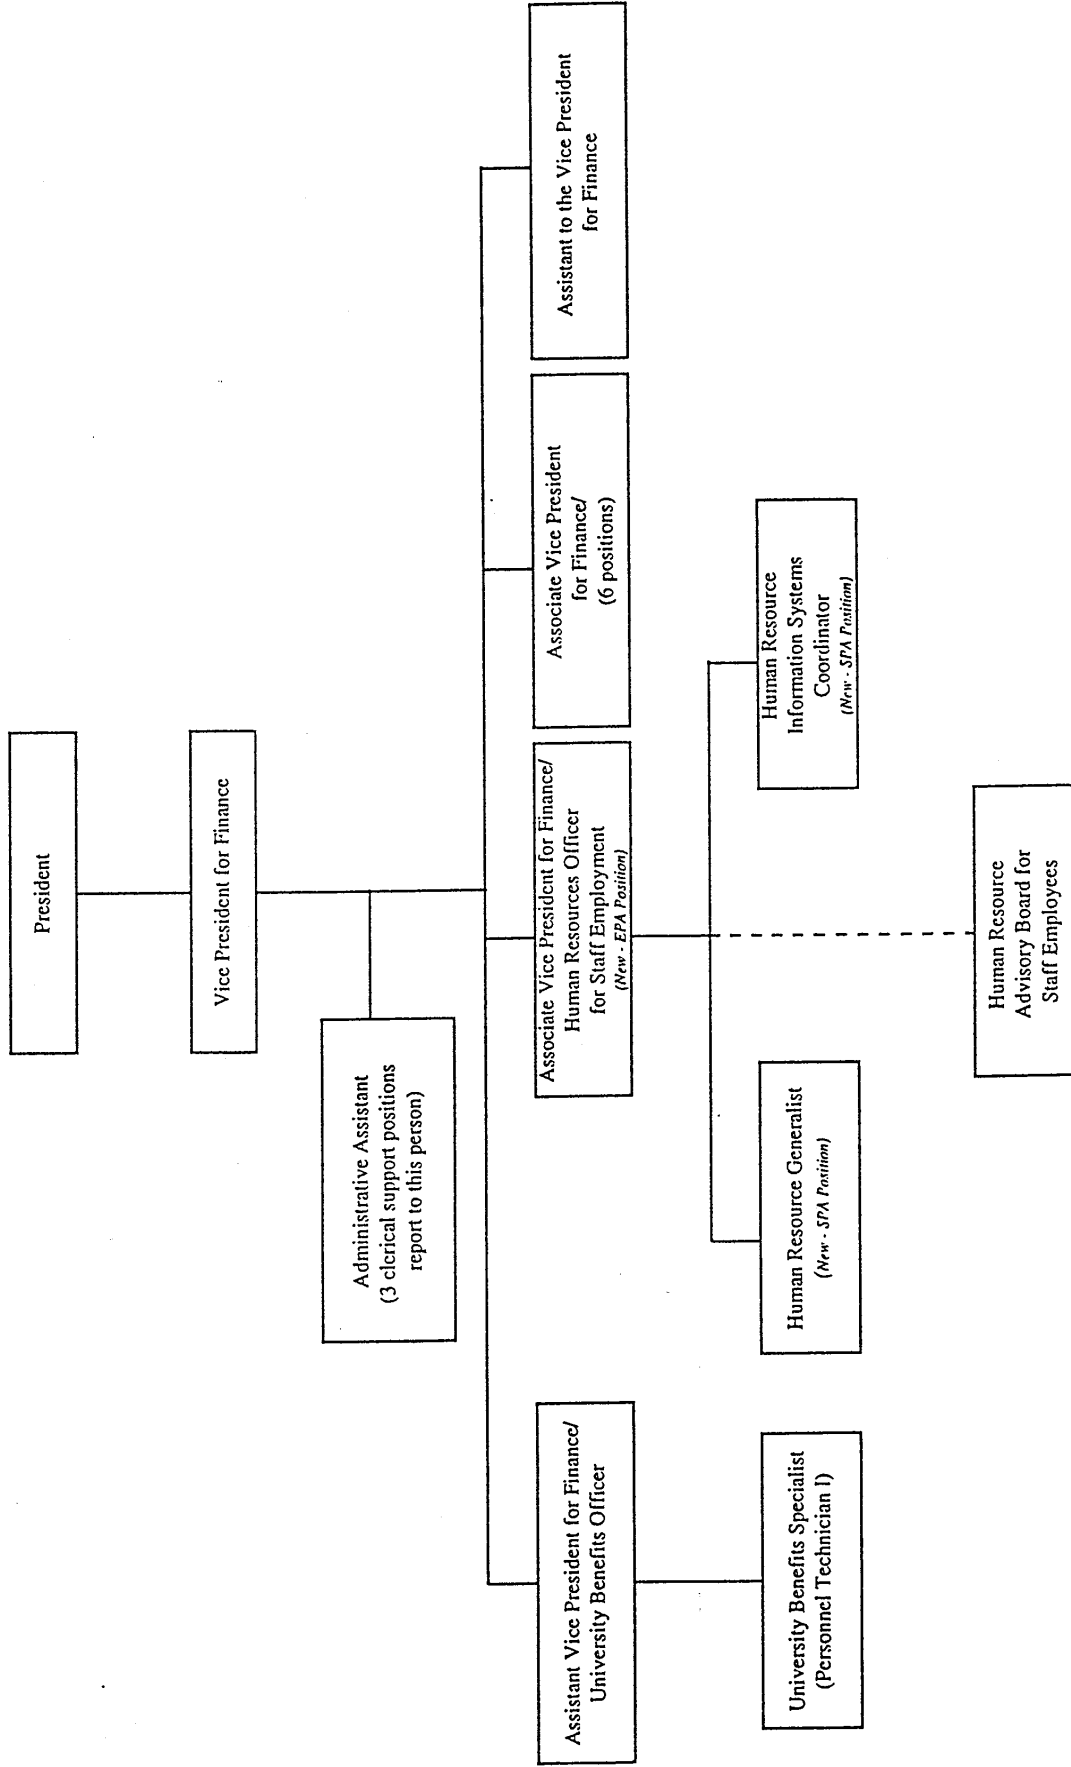 President
Vice President for Finance
Administrative Assistant
(3 clerical support positions
report to this person)
Assistant Vice President for Finance/
University Benefits Officer
Associate Vice President for Finance/
Human Resources Officer
for Staff Employment
(New - EPA Position)
Associate Vice President
for Finance/
(6 positions)
Assistant to the Vice President
for Finance
University Benefits Specialist
(Personnel Technician I)
Human Resource Generalist
(New - SPA Position)
Human Resource
Information Systems
Coordinator
(New - SPA Position)
Human Resource
Advisory Board for
Staff Employees